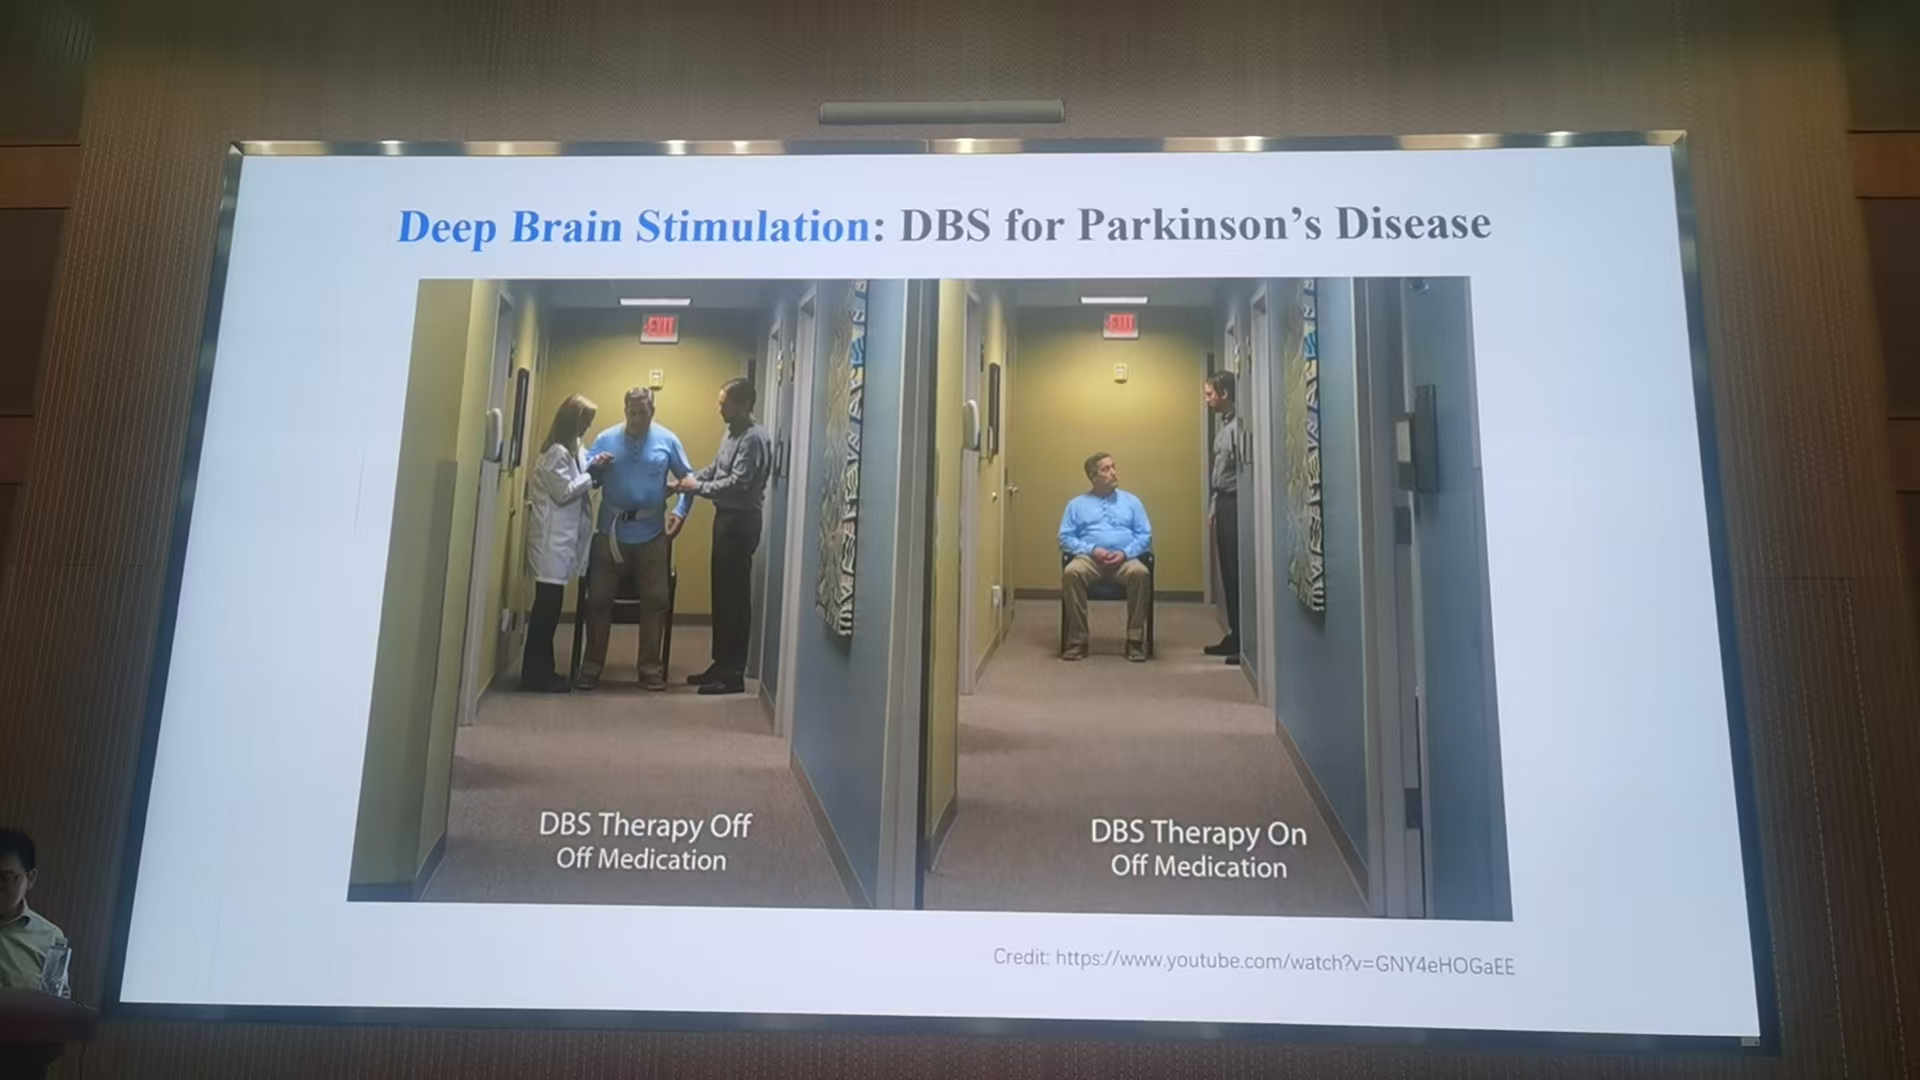 Deep Brain Stimulation: DBS for Parkinson's Disease
EXIT
EXIT
DBS Therapy Off
Off Medication
DBS Therapy On
Off Medication
Credit: https://www.youtube.com/watch?v=GNY4eHOGaEE